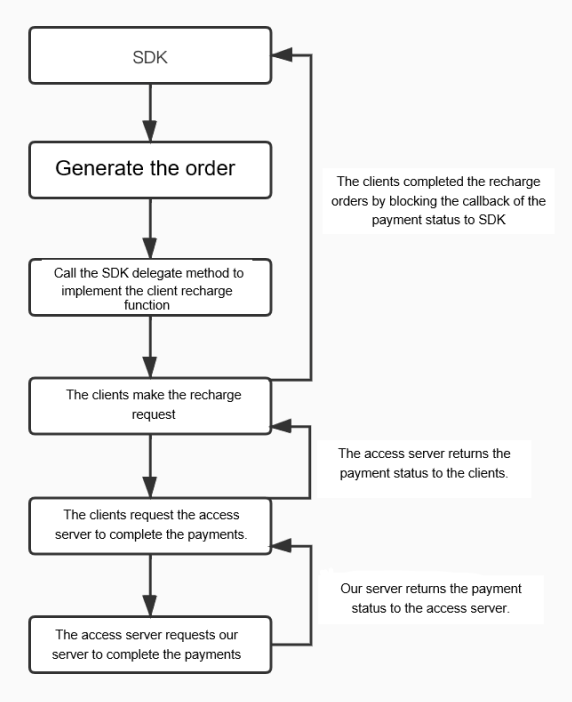 SDK
Generate the order
The clients completed the recharge
orders by blocking the callback of the
payment status to SDK
Call the SDK delegate method to
implement the client recharge
function
The clients make the recharge
request
The access server returns the
payment status to the clients.
The clients request the access
server to complete the payments.
Our server returns the payment
status to the access server.
The access server requests our
server to complete the payments